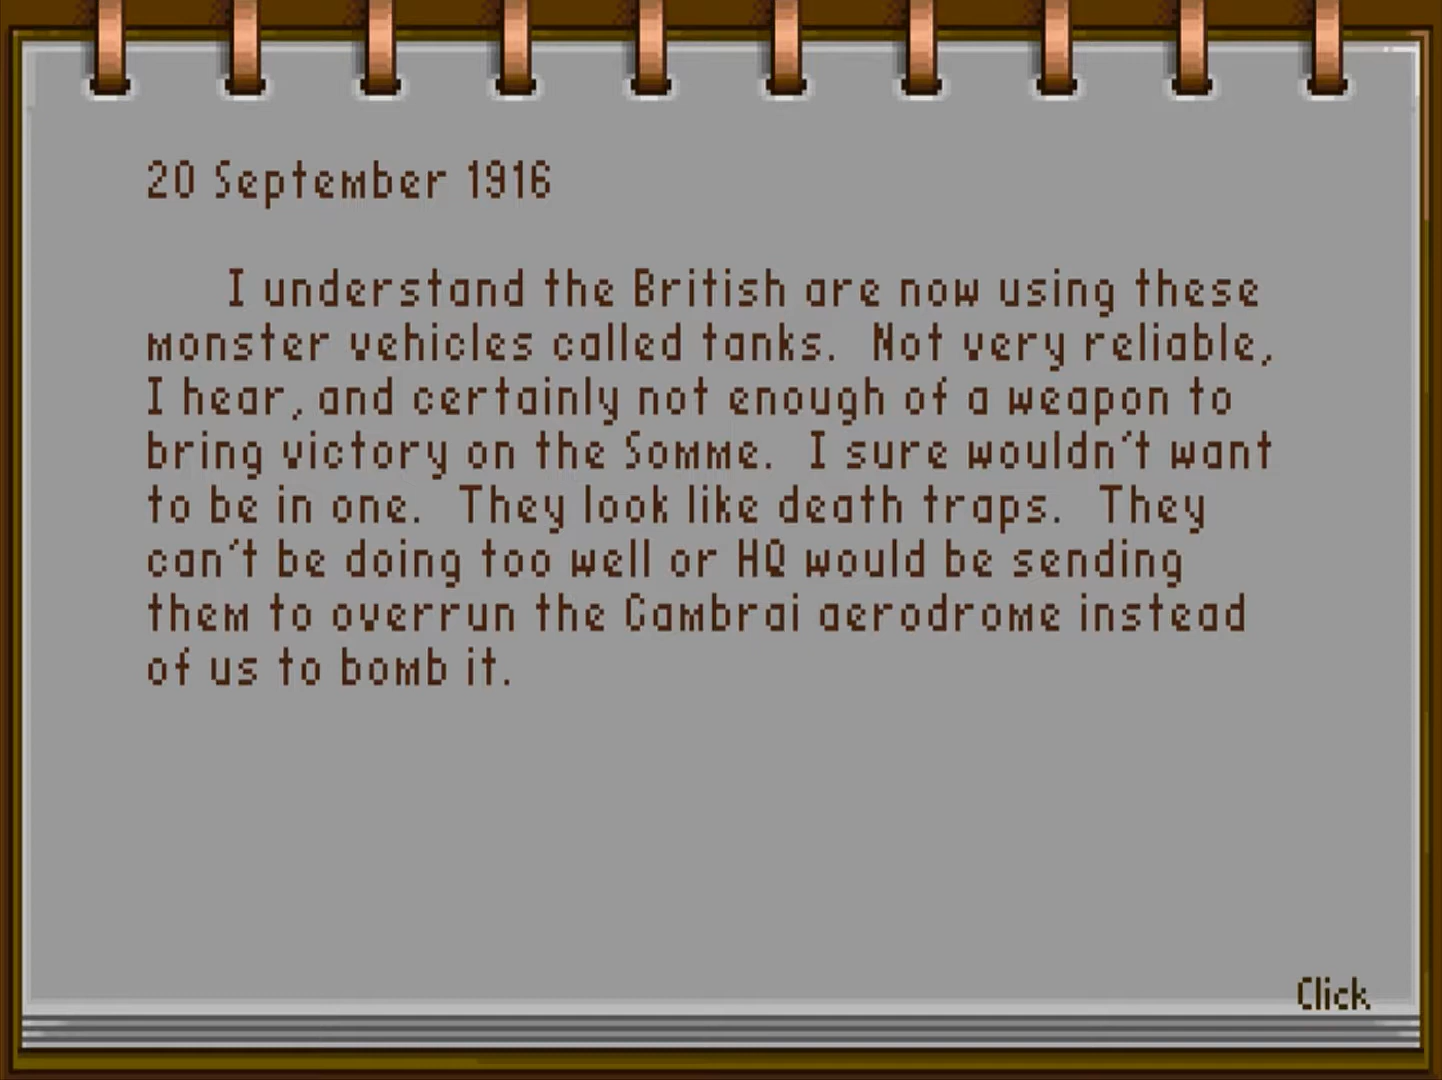 20 September 1916
I understand the British are now using these
monster vehicles called tanks.  Not very reliable,
I hear, and certainly not enough of a weapon to
bring victory on the Somme.  I sure wouldn't want
to be in one.  They look like death traps.  They
can't be doing too well or HQ would be sending
them to overrun the Cambrai aerodrome instead
of us to bomb it.
Click